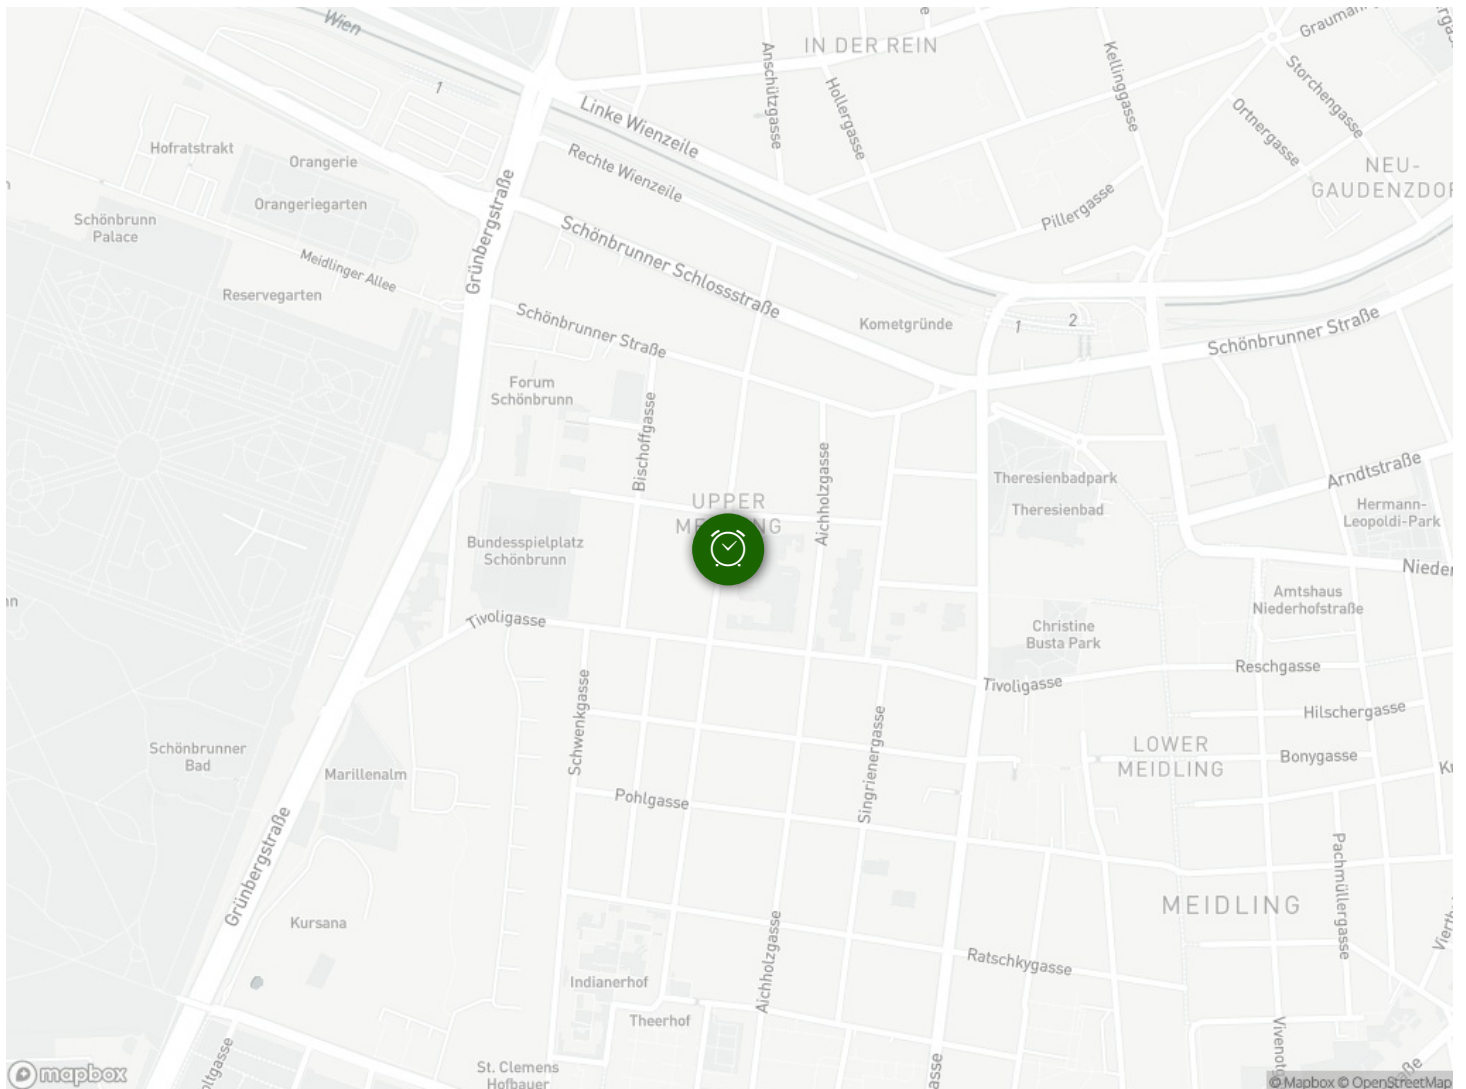 Wien
IN DER REIN
Anschützgasse
Hollergasse
Kellinggasse
Storchengasse
Ortnergasse
1
Linke Wienzeile
Hofratstrakt
Orangerie
Rechte Wienzeile
NEU-
GAUDENZDOR
Orangeriegarten
Grünbergstraße
Pillergasse
Schönbrunn
Palace
Schönbrunner Schlossstraße
Meidlinger Allee
Reservegarten
Schönbrunner Straße
Kometgründe
1
2
Schönbrunner Straße
Forum
Schönbrunn
Bischoffgasse
Aichholzgasse
Theresienbadpark
Theresienbad
Arndtstraße
Hermann-
Leopoldi-Park
UPPER
Bundesspielplatz
Schönbrunn
Nieder
Amtshaus
Niederhofstraße
Tivoligasse
Christine
Busta Park
Reschgasse
Tivoligasse
Schwenkgasse
Singrienergasse
Hilschergasse
Schönbrunner
Bad
Marillenalm
LOWER
MEIDLING
Bonygasse
Pohlgasse
Grünbergstraße
Pachmüllergasse
MEIDLING
Kursana
Aichholzgasse
Ratschkygasse
Indianerhof
Theerhof
St. Clemens
Hofbauer
mapbox
© Mapbox © OpenStreetMap